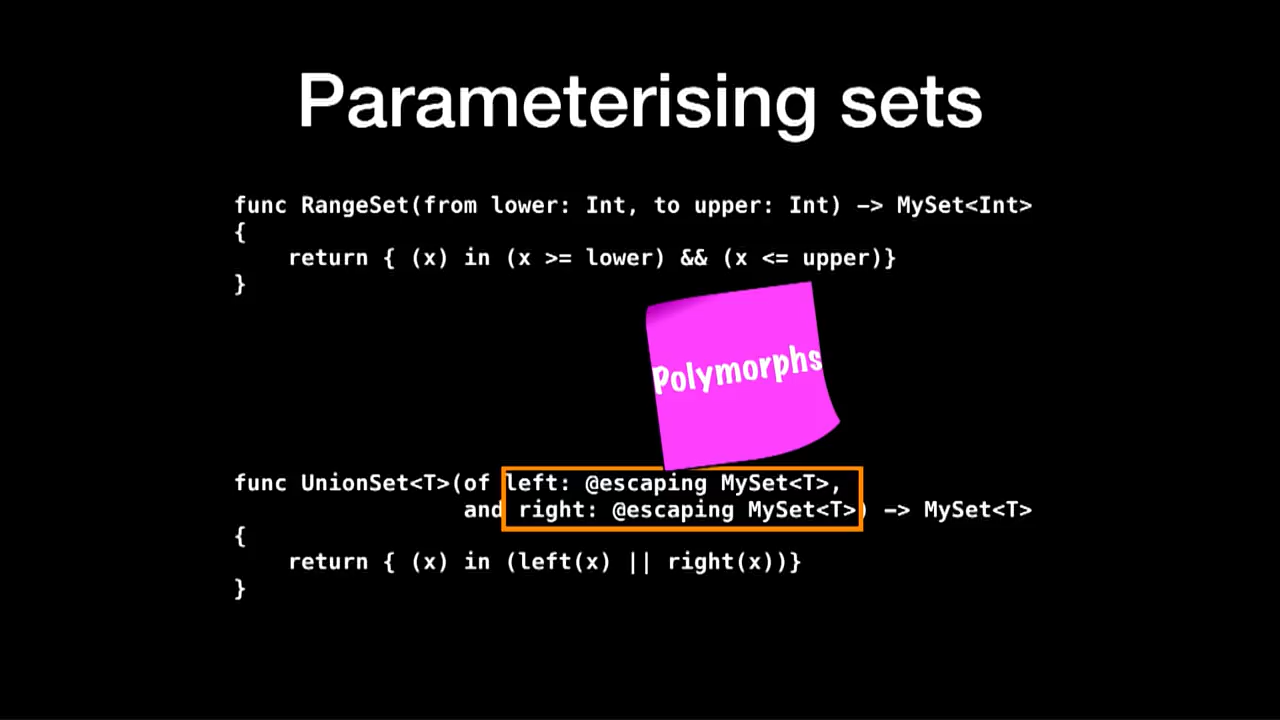 Parameterising sets
func RangeSet(from lower: Int, to upper: Int) -> MySet<Int>
{
    return { (x) in (x >= lower) && (x <= upper)}
}
Polymorphs
func UnionSet<T>(of left: @escaping MySet<T>,
                 and right: @escaping MySet<T>) -> MySet<T>
{
    return { (x) in (left(x) || right(x))}
}